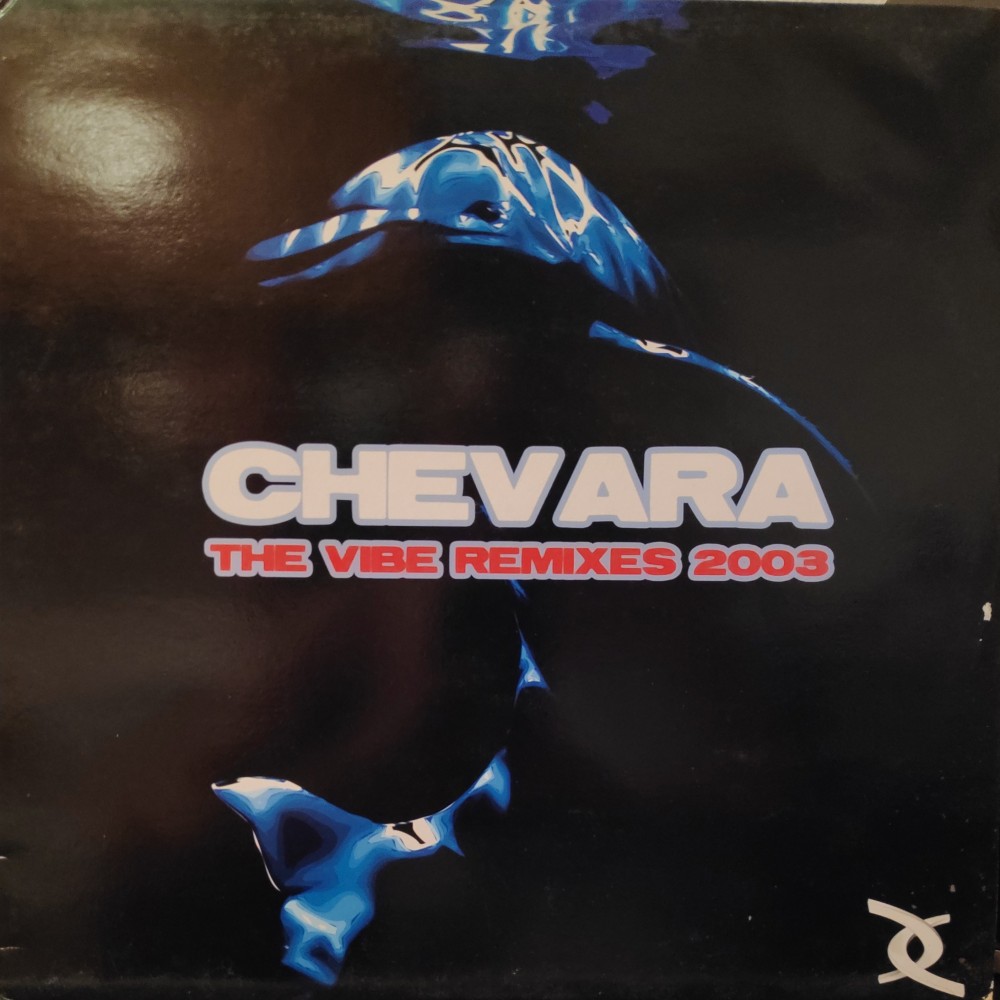 CHEVARA
THE VIBE REMIXES 2003